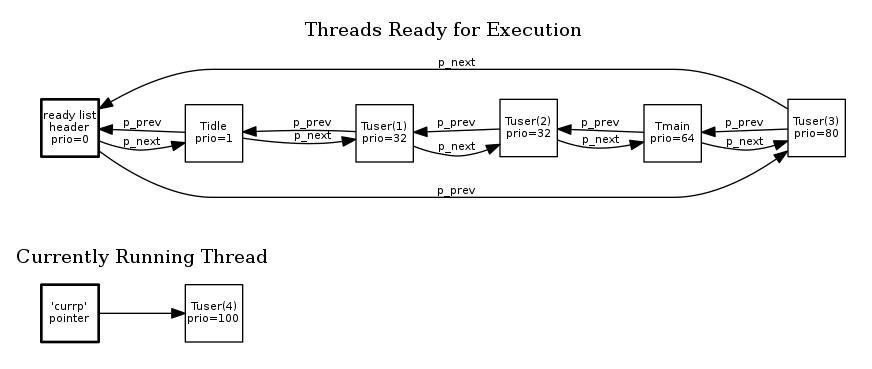 Threads Ready for Execution
p_next
ready list
header
prio=0
p_prev
p_next
Tidle
prio=1
p_prev
p_next
Tuser(1)
prio=32
p_prev
p_next
Tuser(2)
prio=32
p_prev
p_next
Tmain
prio=64
p_prev
p_next
Tuser(3)
prio=80
p_prev
Currently Running Thread
'currp'
pointer
Tuser(4)
prio=100